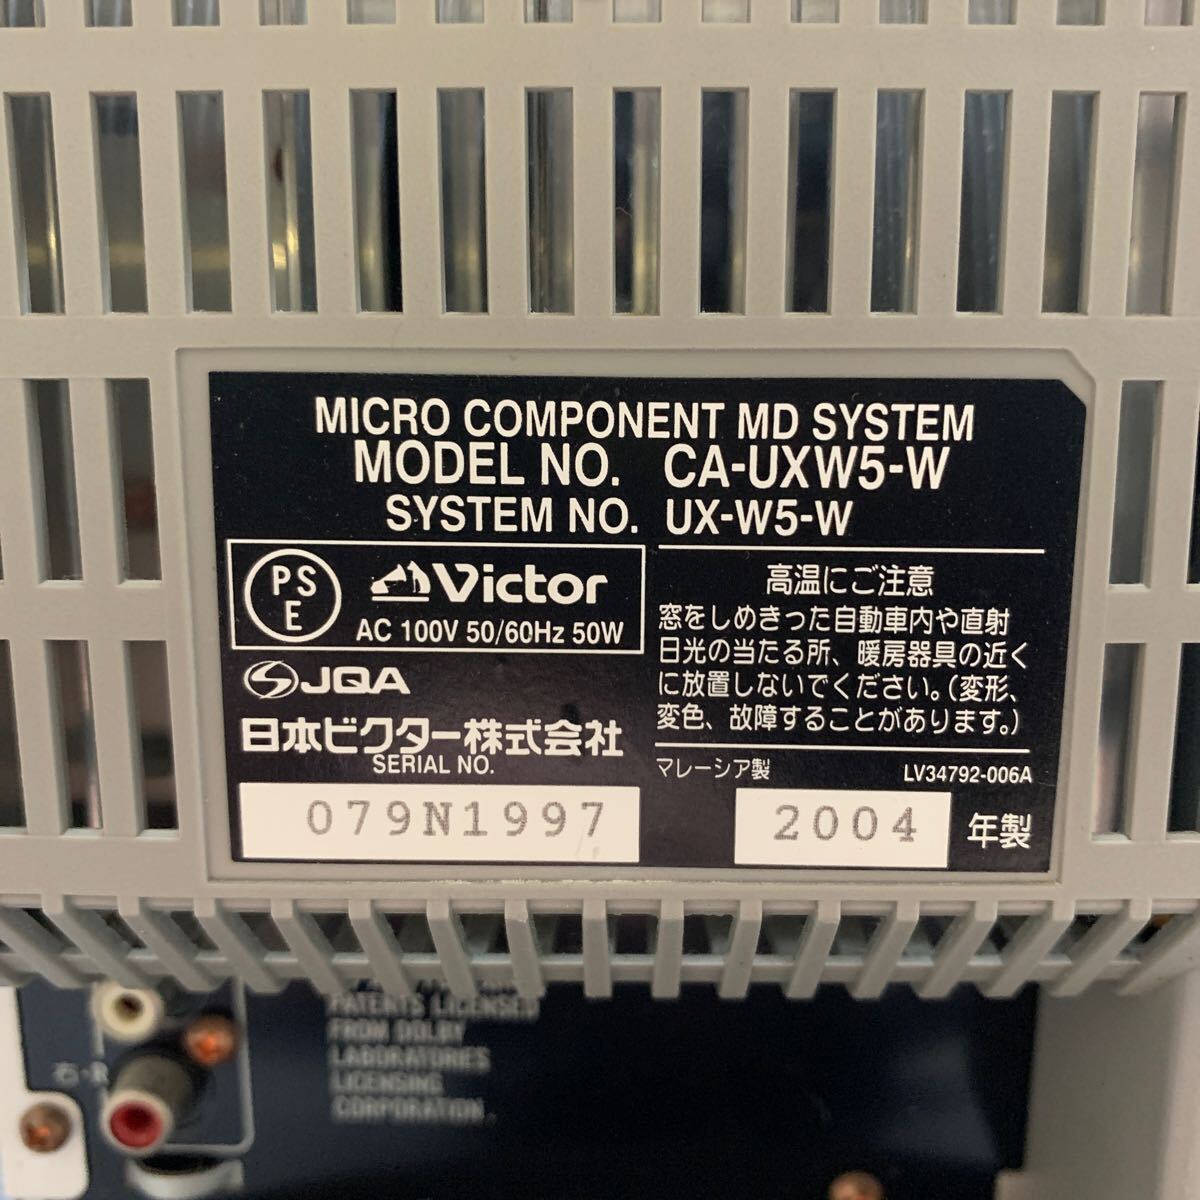 MICRO COMPONENT MD SYSTEM
MODEL NO. CA-UXW5-W
SYSTEM NO. UX-W5-W
PS
E
Victor
AC 100V 50/60Hz 50W
JQA
日本ビクター株式会社
SERIAL NO.
079N1997
高温にご注意
窓をしめきった自動車内や直射
日光の当たる所、暖房器具の近く
に放置しないでください。(変形、
変色、故障することがあります。)
マレーシア製 LV34792-006A
2004 年製
PATENTS LICENSED
FROM DOLBY
LABORATORIES
LICENSING
CORPORATION.
右・R